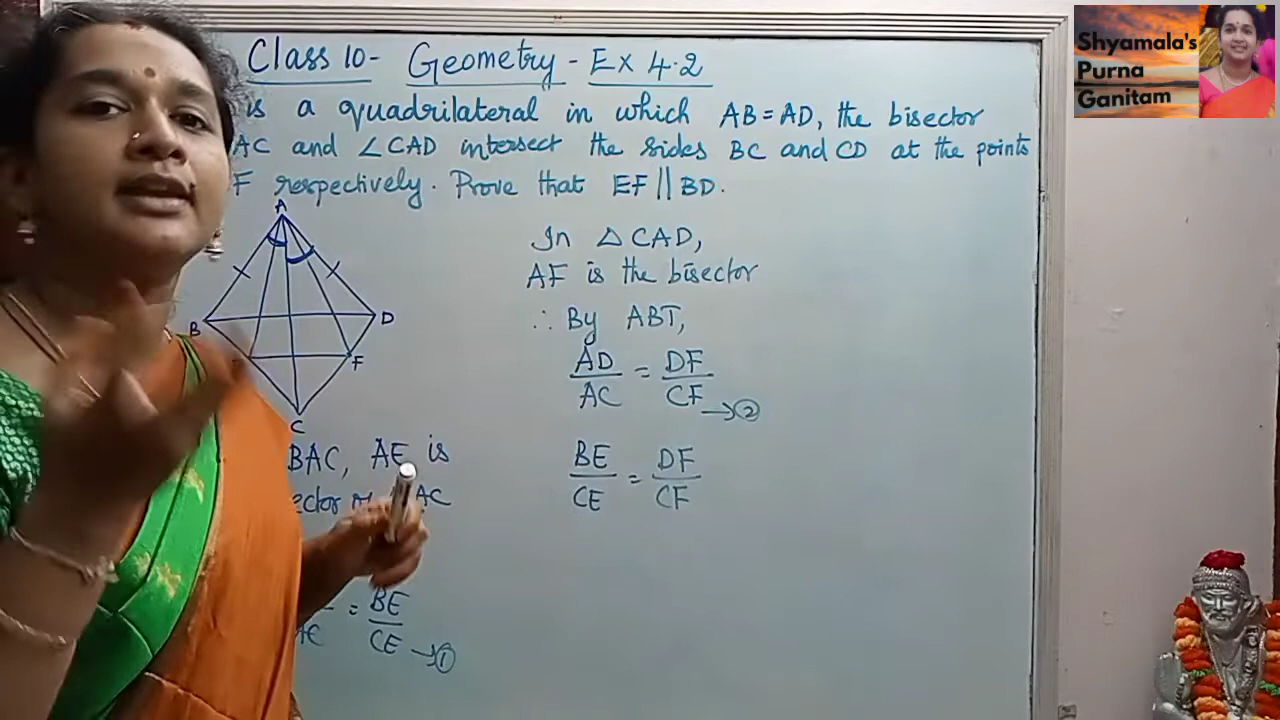 Class 10- Geometry - Ex 4.2
is a quadrilateral in which AB = AD, the bisector
AC and ∠CAD intersect the sides BC and CD at the points
F respectively. Prove that EF || BD.
A
B
D
F
C
BAC, AE is
ector AC
AC = BE/CE → ①
In △CAD,
AF is the bisector
∴ By ABT,
AD/AC = DF/CF → ②
BE/CE = DF/CF
Shyamala's
Purna
Ganitam